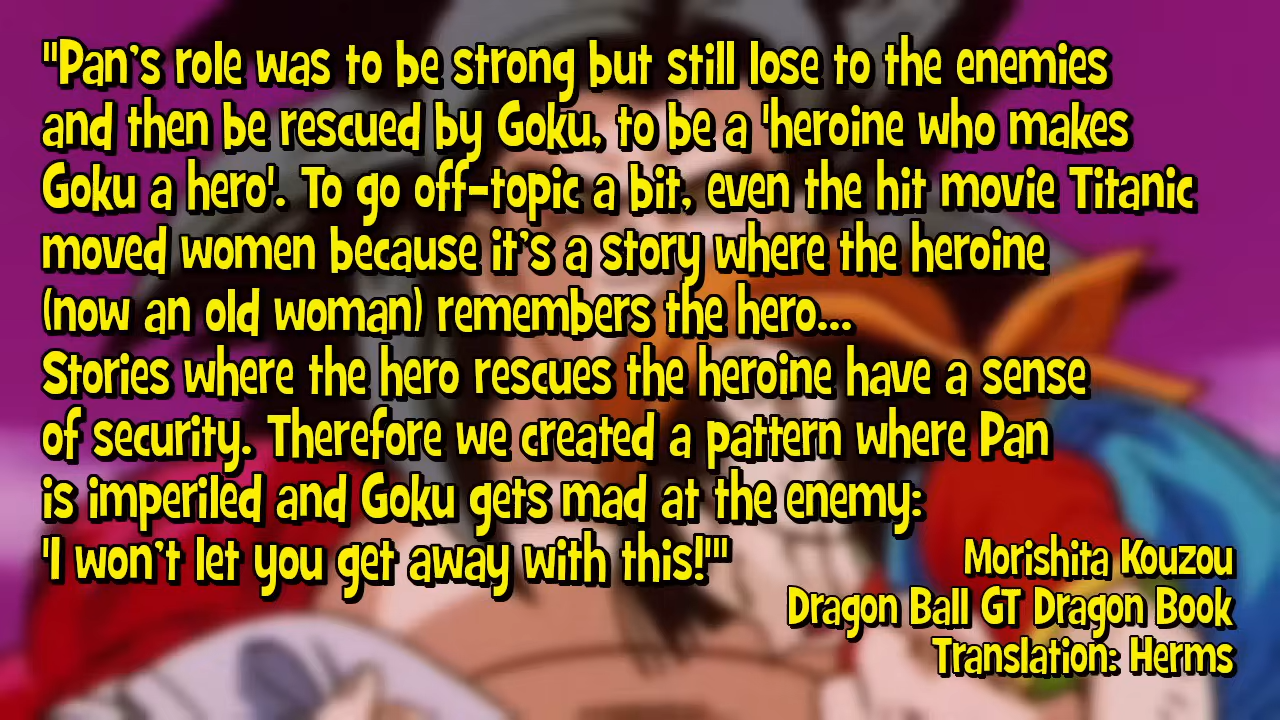 "Pan's role was to be strong but still lose to the enemies
and then be rescued by Goku, to be a 'heroine who makes
Goku a hero'. To go off-topic a bit, even the hit movie Titanic
moved women because it's a story where the heroine
(now an old woman) remembers the hero...
Stories where the hero rescues the heroine have a sense
of security. Therefore we created a pattern where Pan
is imperiled and Goku gets mad at the enemy:
'I won't let you get away with this!'"
Morishita Kouzou
Dragon Ball GT Dragon Book
Translation: Herms